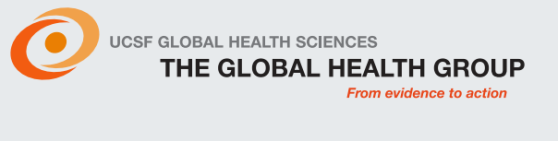 UCSF GLOBAL HEALTH SCIENCES
THE GLOBAL HEALTH GROUP
From evidence to action